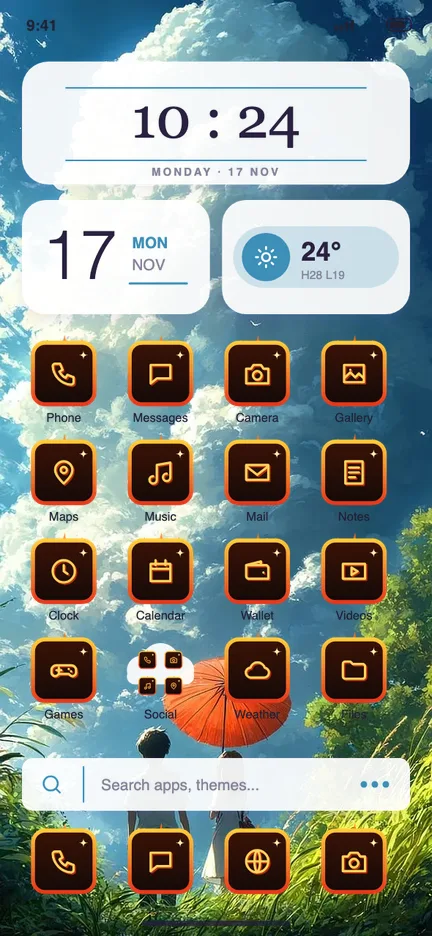 9:41
10 : 24
MONDAY · 17 NOV
17
MON
NOV
24°
H28 L19
Phone
Messages
Camera
Gallery
Maps
Music
Mail
Notes
Clock
Calendar
Wallet
Videos
Games
Social
Weather
Files
Search apps, themes...